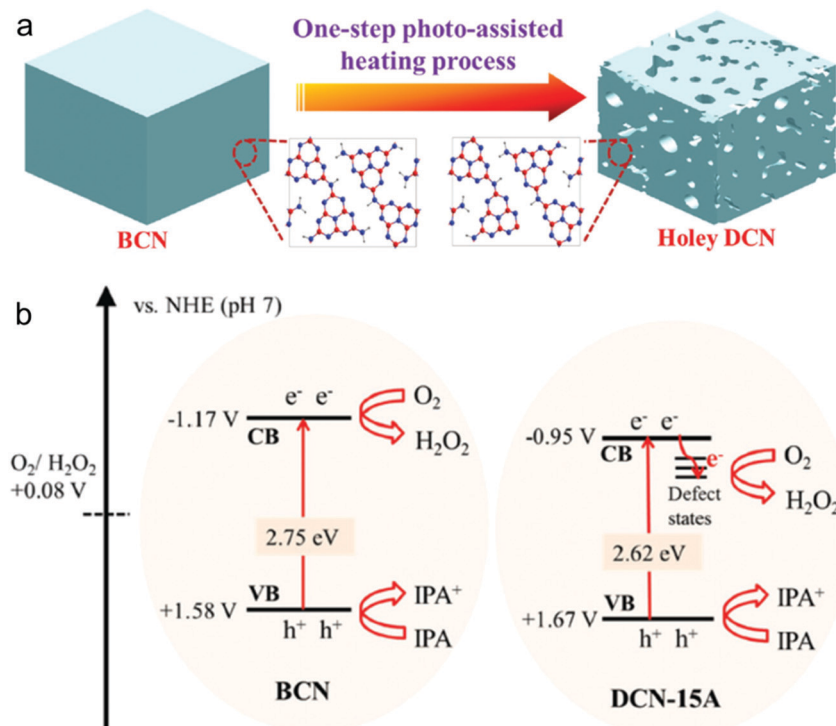 a
One-step photo-assisted
heating process
BCN
Holey DCN
b
vs. NHE (pH 7)
O₂/ H₂O₂
+0.08 V
-1.17 V
CB
e⁻ e⁻
O₂
H₂O₂
2.75 eV
+1.58 V
VB
h⁺ h⁺
IPA⁺
IPA
BCN
-0.95 V
CB
e⁻ e⁻
e⁻
Defect
states
O₂
H₂O₂
2.62 eV
+1.67 V
VB
h⁺ h⁺
IPA⁺
IPA
DCN-15A